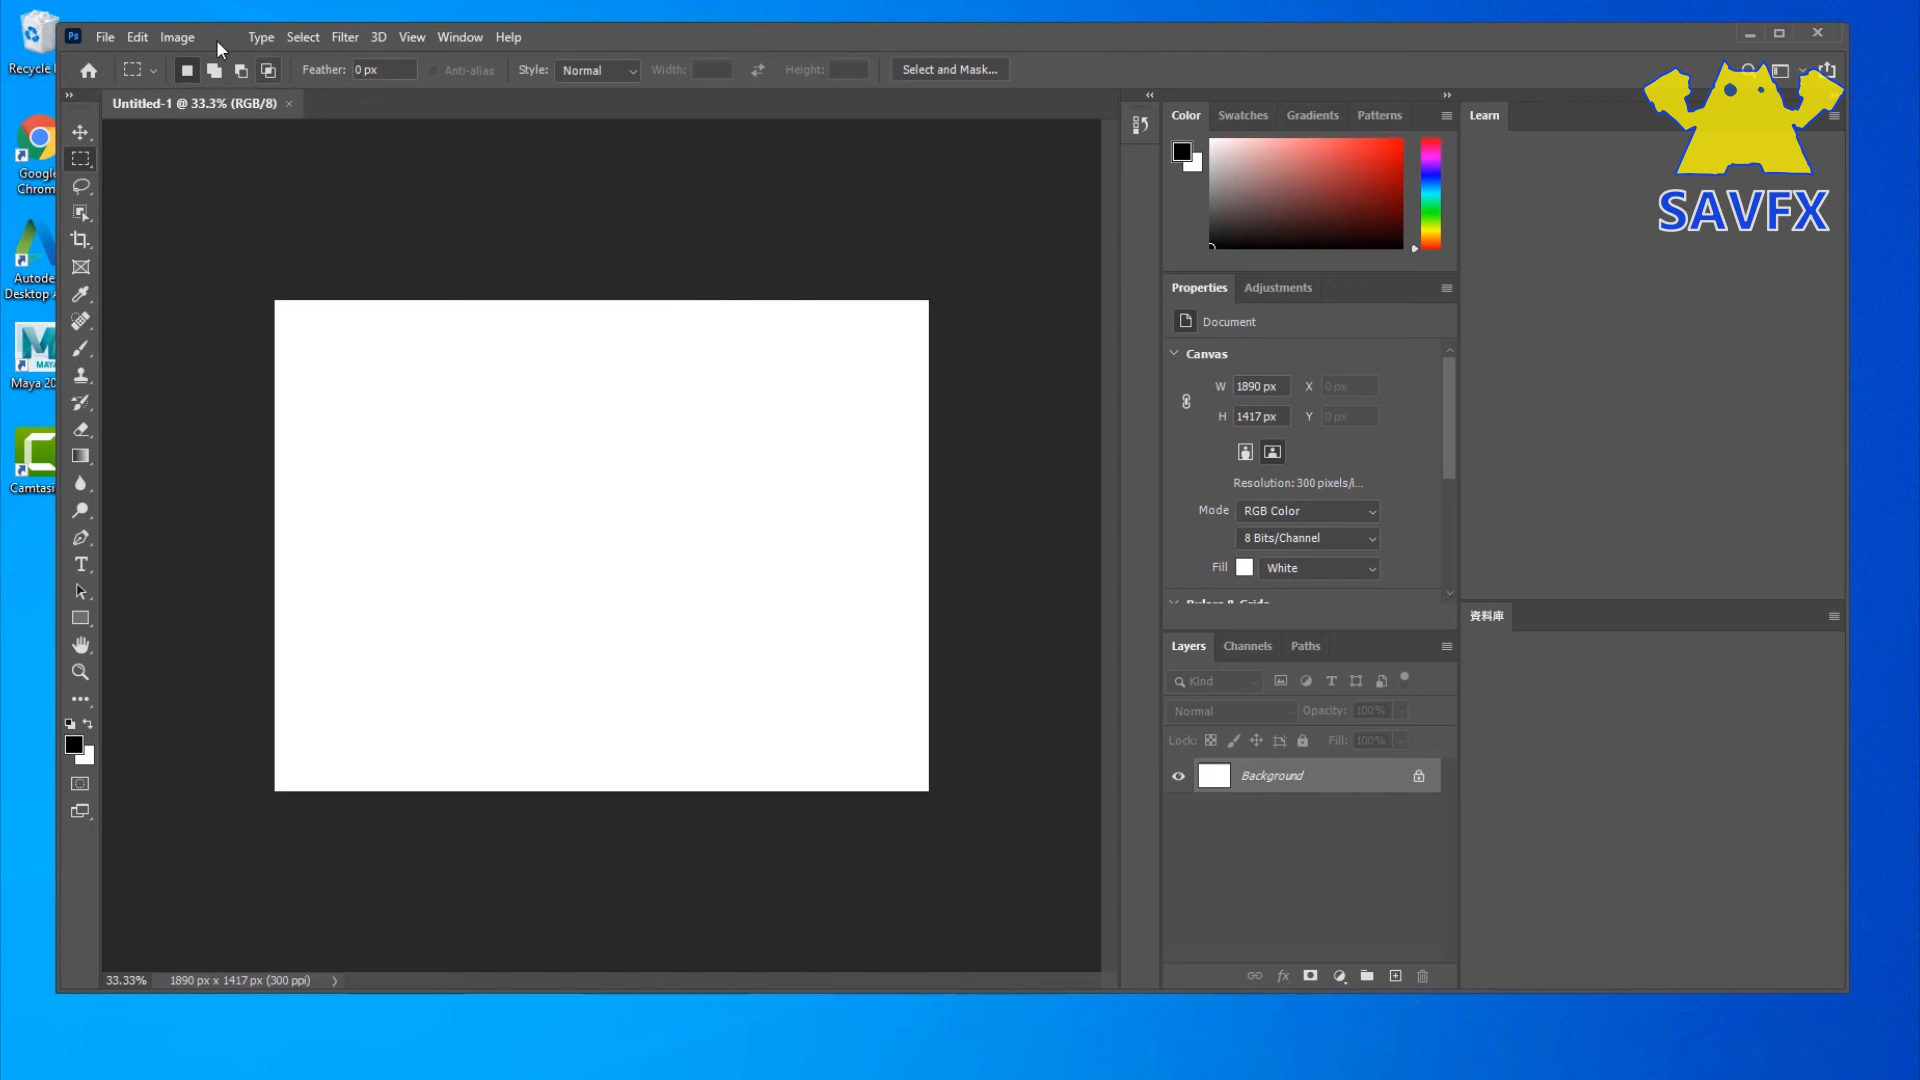 Recycle
Google
Chrom
Autode
Desktop A
MAYA
Maya 20
Camtasi
Ps File Edit Image Type Select Filter 3D View Window Help
Feather: 0 px Anti-alias Style: Normal Width: Height: Select and Mask...
Untitled-1 @ 33.3% (RGB/8)
Color Swatches Gradients Patterns
Learn
SAVFX
Properties Adjustments
Document
Canvas
W 1890 px X 0 px
H 1417 px Y 0 px
Resolution: 300 pixels/i...
Mode RGB Color
8 Bits/Channel
Fill White
Rulers & Grids
資料庫
Layers Channels Paths
Kind
Normal Opacity: 100%
Lock: Fill: 100%
Background
fx
33.33% 1890 px x 1417 px (300 ppi)